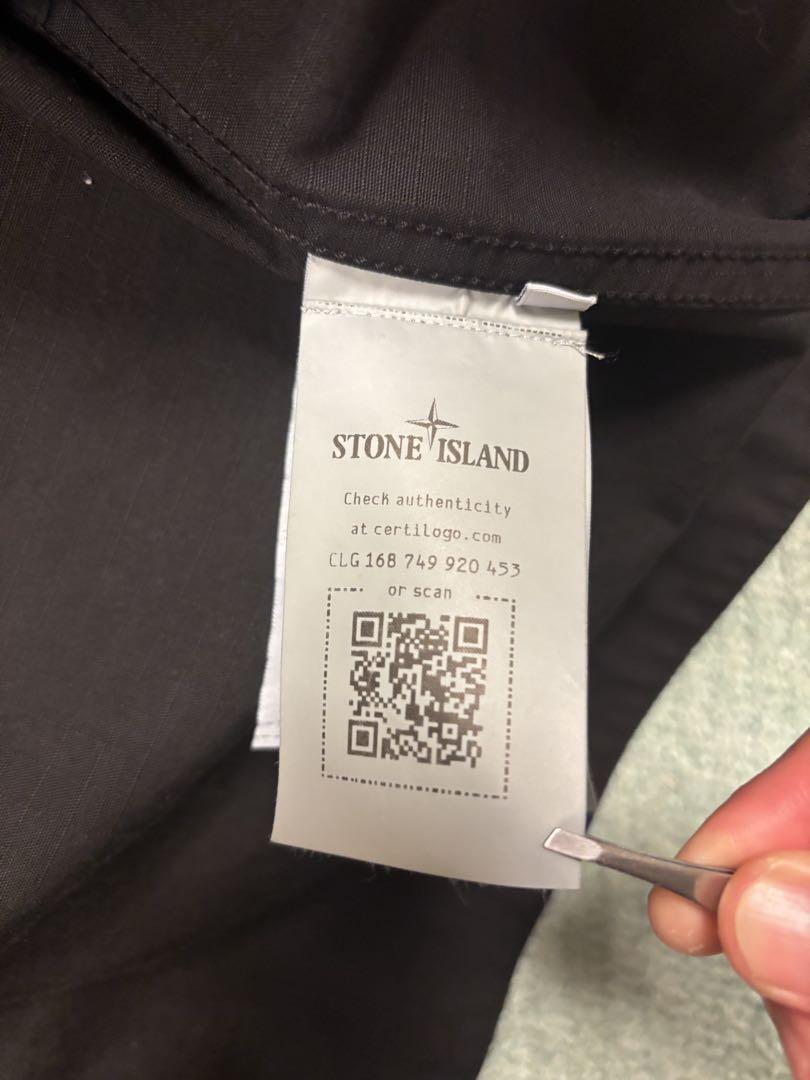 STONE ISLAND
Check authenticity
at certilogo.com
CLG 168 749 920 453
or scan